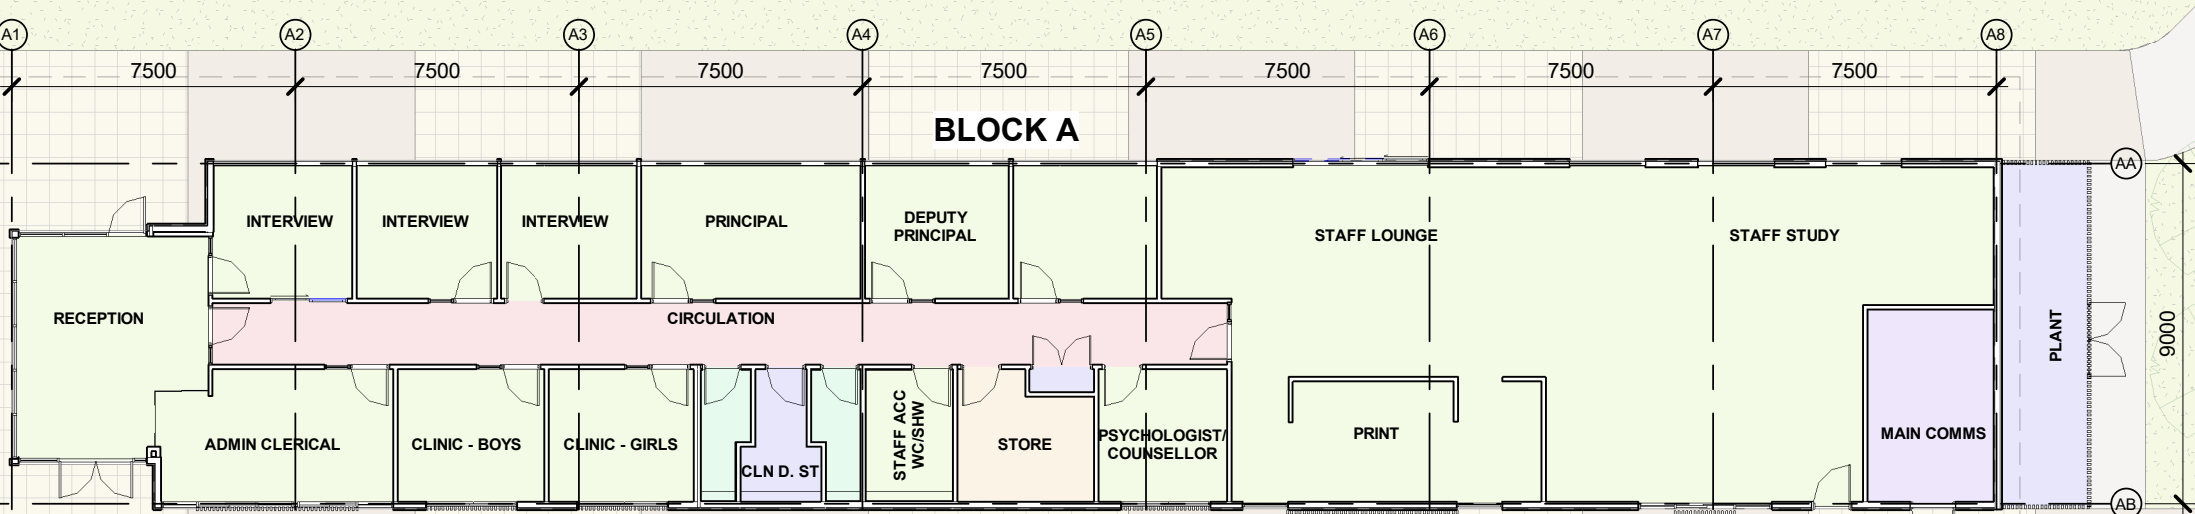 A1 A2 A3 A4 A5 A6 A7 A8
7500 7500 7500 7500 7500 7500 7500
BLOCK A
AA
INTERVIEW
INTERVIEW
INTERVIEW
PRINCIPAL
DEPUTY
PRINCIPAL
STAFF LOUNGE
STAFF STUDY
RECEPTION
CIRCULATION
PLANT
9000
ADMIN CLERICAL
CLINIC - BOYS
CLINIC - GIRLS
CLN D. ST
STAFF ACC
WC/SHW
STORE
PSYCHOLOGIST/
COUNSELLOR
PRINT
MAIN COMMS
AB